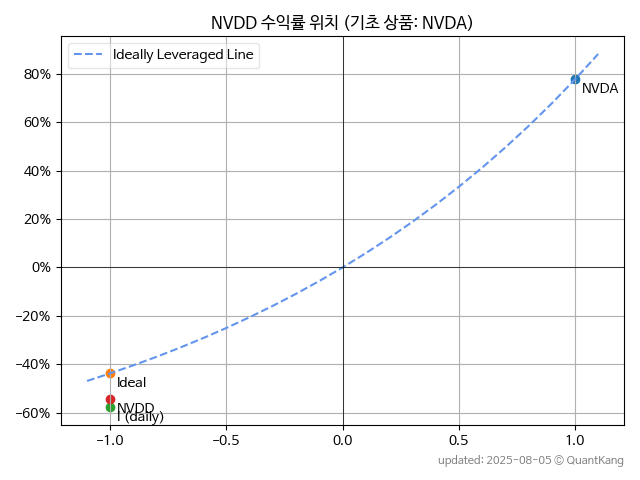 NVDD 수익률 위치 (기초 상품: NVDA)
Ideally Leveraged Line
80%
60%
40%
20%
0%
−20%
−40%
−60%
NVDA
Ideal
NVDD
I (daily)
−1.0 −0.5 0.0 0.5 1.0
updated: 2025-08-05 © QuantKang